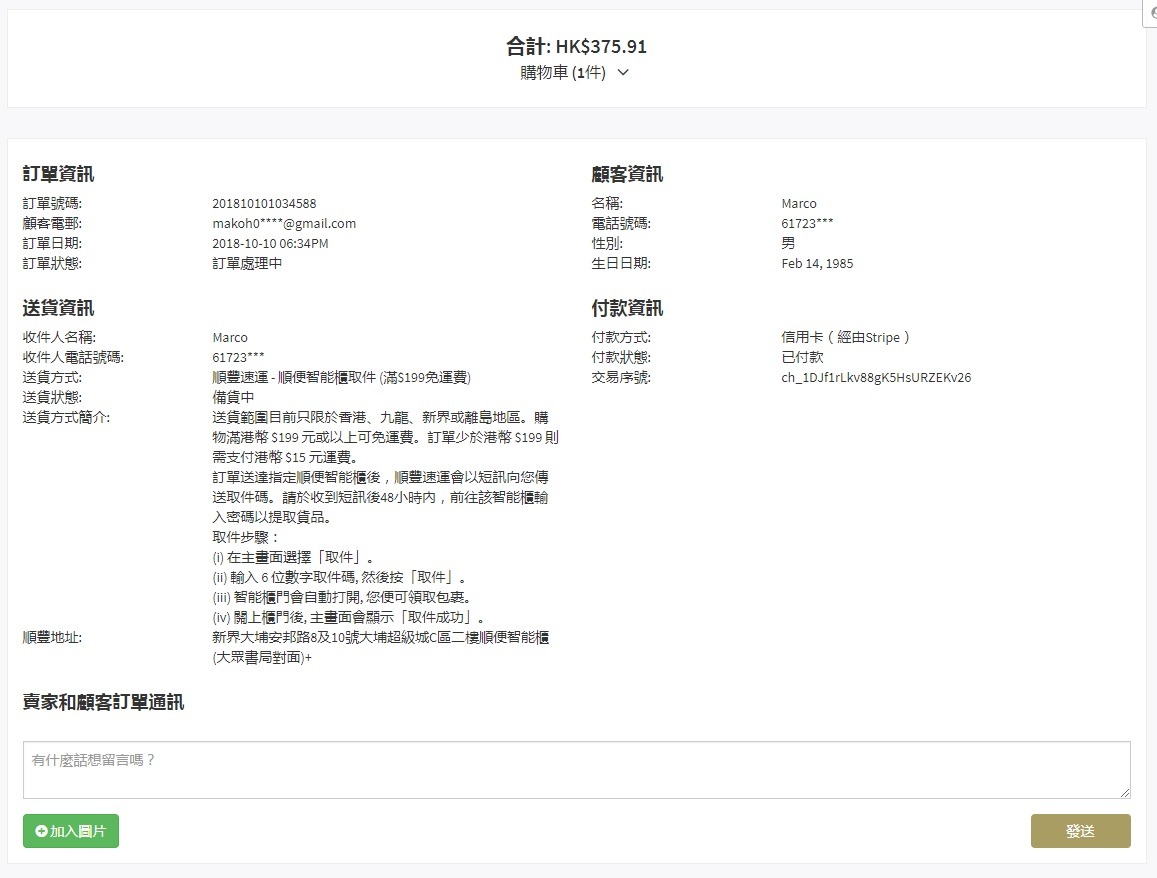 合計: HK$375.91
購物車 (1件)
訂單資訊
訂單號碼: 201810101034588
顧客電郵: makoh0****@gmail.com
訂單日期: 2018-10-10 06:34PM
訂單狀態: 訂單處理中
顧客資訊
名稱: Marco
電話號碼: 61723***
性別: 男
生日日期: Feb 14, 1985
送貨資訊
收件人名稱: Marco
收件人電話號碼: 61723***
送貨方式: 順豐速運 - 順便智能櫃取件 (滿$199免運費)
送貨狀態: 備貨中
送貨方式簡介: 送貨範圍目前只限於香港、九龍、新界或離島地區。購
物滿港幣 $199 元或以上可免運費。訂單少於港幣 $199 則
需支付港幣 $15 元運費。
訂單送達指定順便智能櫃後，順豐速運會以短訊向您傳
送取件碼。請於收到短訊後48小時内，前往該智能櫃輸
入密碼以提取貨品。
取件步驟：
(i) 在主畫面選擇「取件」。
(ii) 輸入 6 位數字取件碼, 然後按「取件」。
(iii) 智能櫃門會自動打開, 您便可領取包裹。
(iv) 關上櫃門後, 主畫面會顯示「取件成功」。
順豐地址: 新界大埔安邦路8及10號大埔超級城C區二樓順便智能櫃
(大眾書局對面)+
付款資訊
付款方式: 信用卡（經由Stripe）
付款狀態: 已付款
交易序號: ch_1DJf1rLkv88gK5HsURZEKv26
賣家和顧客訂單通訊
有什麼話想留言嗎？
加入圖片
發送